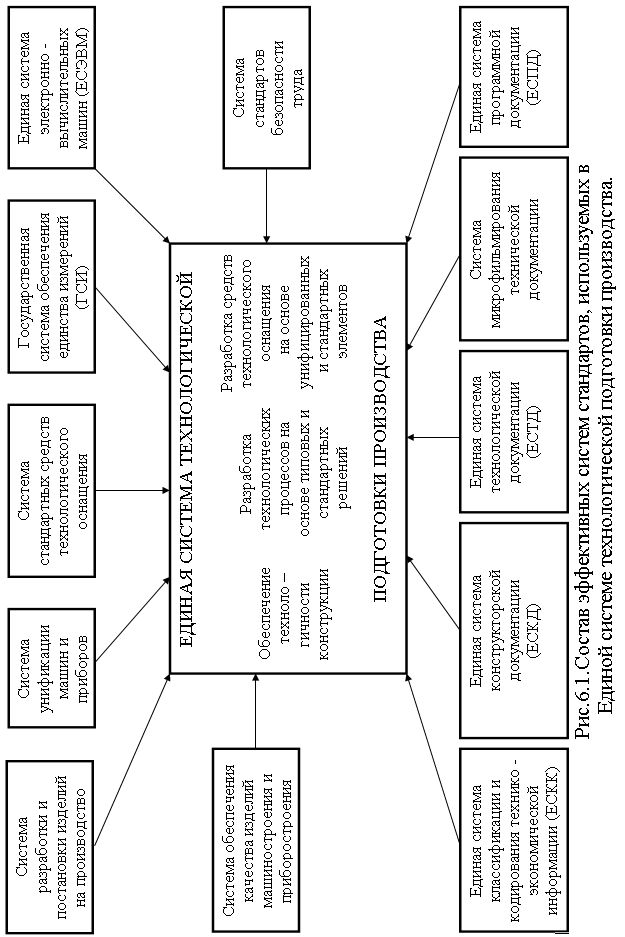 Система
разработки и
постановки изделий
на производство
Система
унификации
машин и
приборов
Система
стандартных средств
технологического
оснащения
Государственная
система обеспечения
единства измерений
(ГСИ)
Единая система
электронно -
вычислительных
машин (ЕСЭВМ)
Система обеспечения
качества изделий
машиностроения и
приборостроения
ЕДИНАЯ СИСТЕМА ТЕХНОЛОГИЧЕСКОЙ
Обеспечение
техноло –
гичности
конструкции
Разработка
технологических
процессов на
основе типовых и
стандартных
решений
Разработка средств
технологического
оснащения
на основе
унифицированных
и стандартных
элементов
ПОДГОТОВКИ ПРОИЗВОДСТВА
Система
стандартов
безопасности
труда
Единая система
классификации и
кодирования технико -
экономической
информации (ЕСКК)
Единая система
конструкторской
документации
(ЕСКД)
Единая система
технологической
документации
(ЕСТД)
Система
микрофильмирования
технической
документации
Единая система
программной
документации
(ЕСПД)
Рис.6.1.Состав эффективных систем стандартов, используемых в
Единой системе технологической подготовки производства.